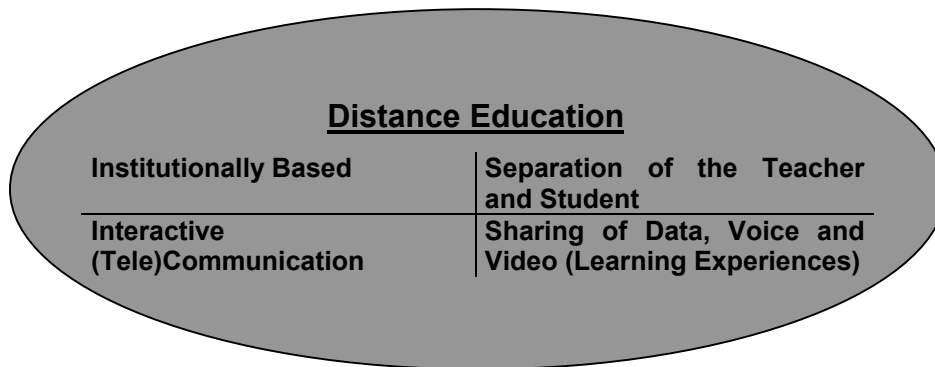 Distance Education
Institutionally Based
Separation of the Teacher
and Student
Interactive
(Tele)Communication
Sharing of Data, Voice and
Video (Learning Experiences)